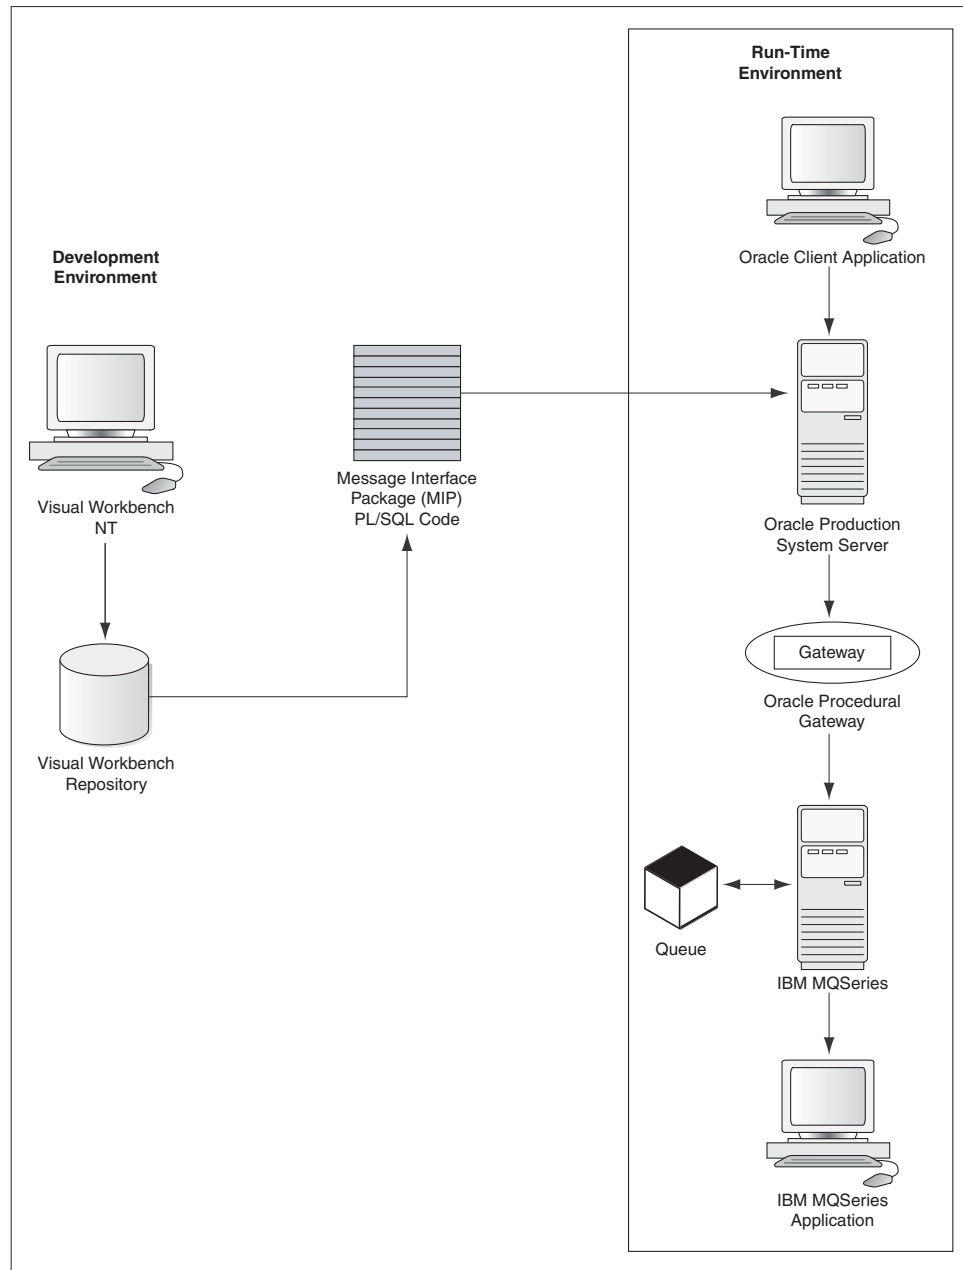 Run-Time
Environment
Oracle Client Application
Development
Environment
Visual Workbench
NT
Message Interface
Package (MIP)
PL/SQL Code
Oracle Production
System Server
Gateway
Oracle Procedural
Gateway
Visual Workbench
Repository
Queue
IBM MQSeries
IBM MQSeries
Application